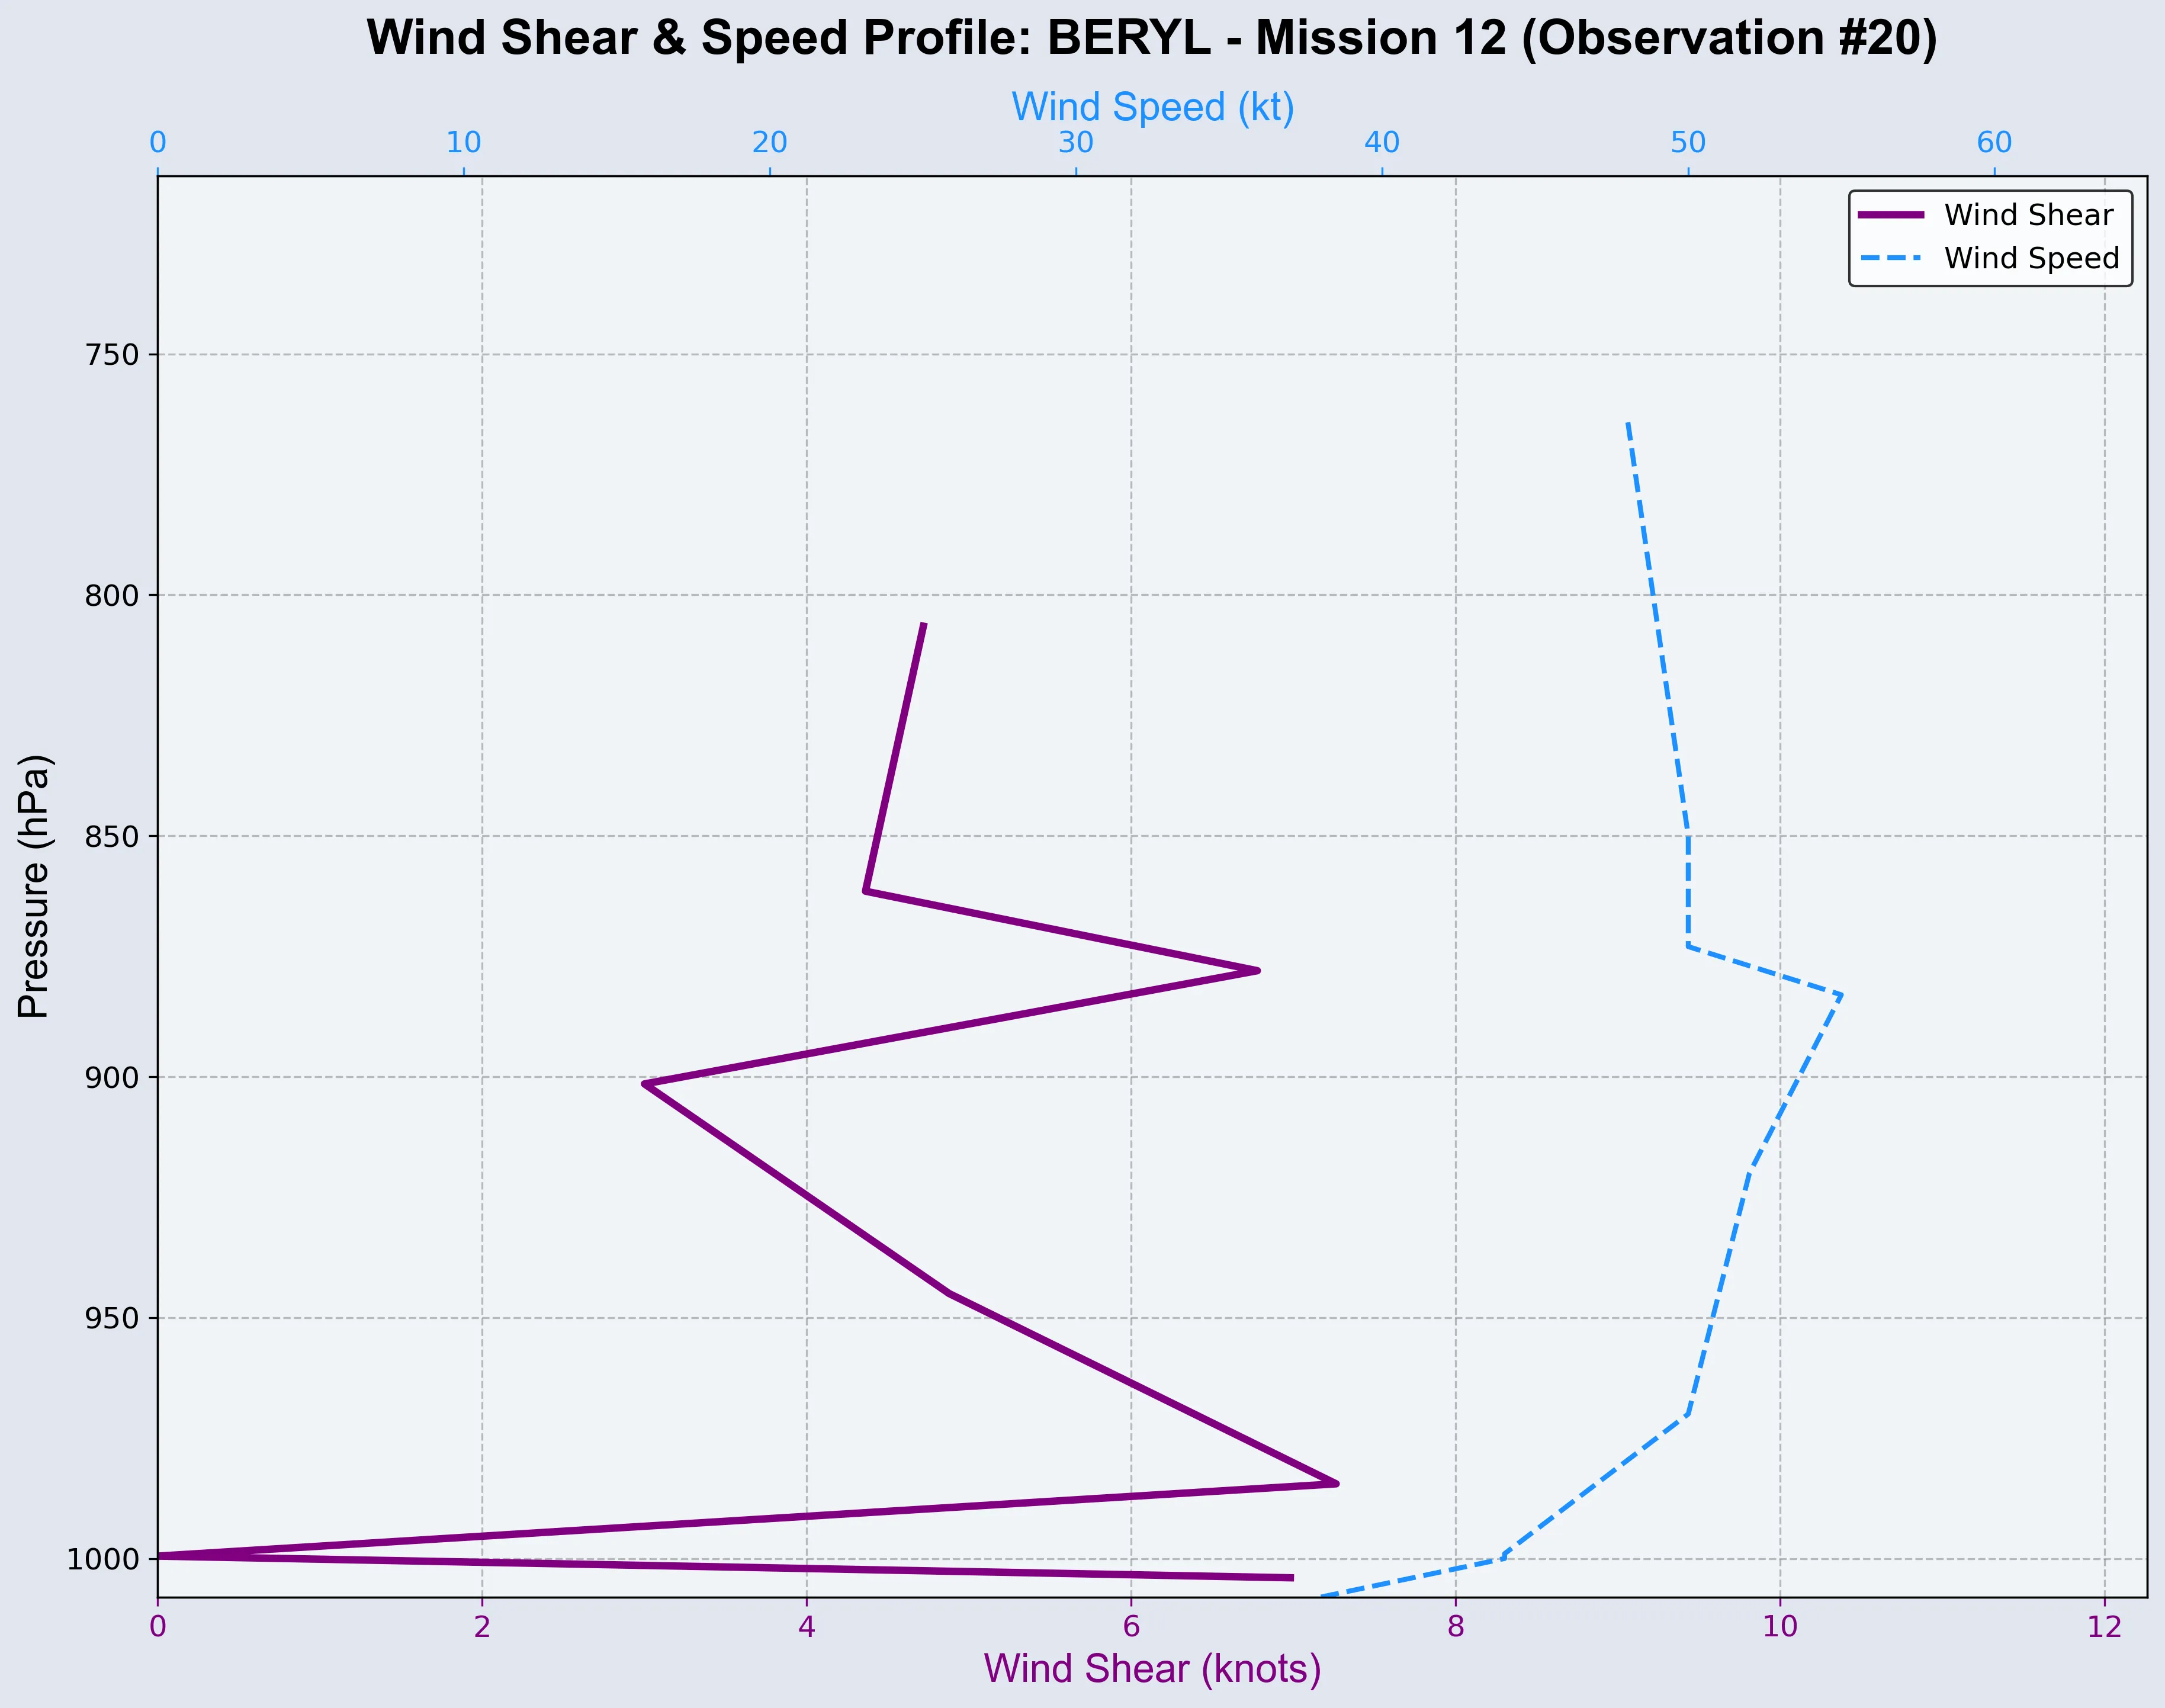 Wind Shear & Speed Profile: BERYL - Mission 12 (Observation #20)
Wind Speed (kt)
0 10 20 30 40 50 60
Wind Shear
Wind Speed
750
800
850
900
950
1000
Pressure (hPa)
0 2 4 6 8 10 12
Wind Shear (knots)